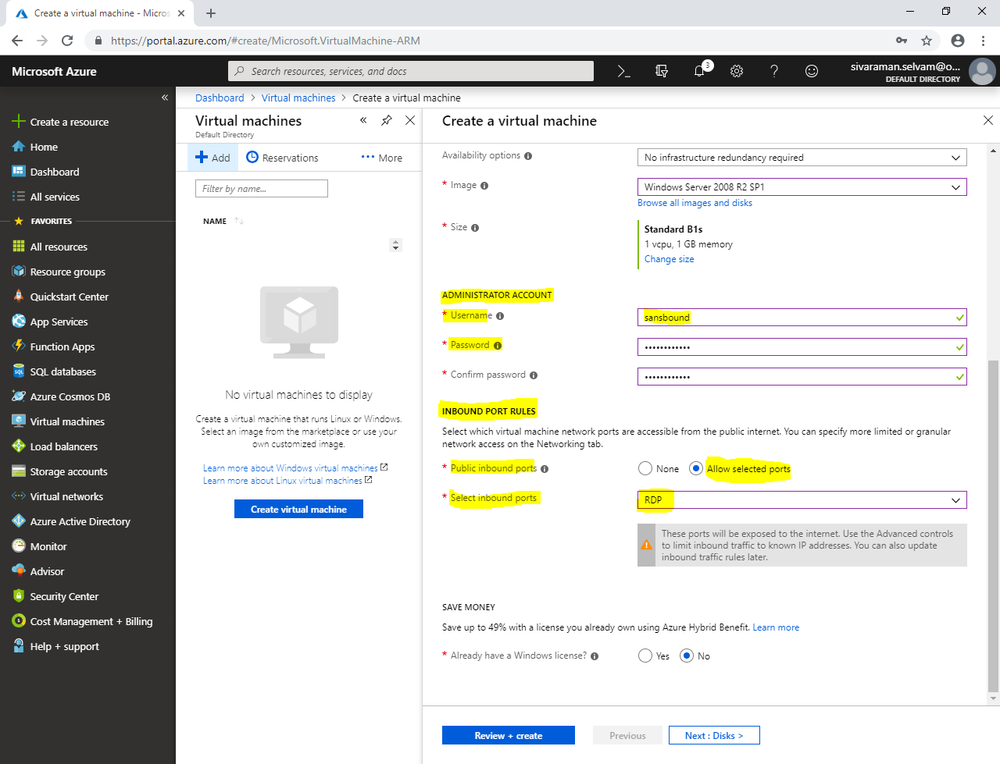 Create a virtual machine - Micros
https://portal.azure.com/#create/Microsoft.VirtualMachine-ARM
Microsoft Azure
Search resources, services, and docs
3
sivaraman.selvam@o...
DEFAULT DIRECTORY
Create a resource
Home
Dashboard
All services
FAVORITES
All resources
Resource groups
Quickstart Center
App Services
Function Apps
SQL databases
Azure Cosmos DB
Virtual machines
Load balancers
Storage accounts
Virtual networks
Azure Active Directory
Monitor
Advisor
Security Center
Cost Management + Billing
Help + support
Dashboard > Virtual machines > Create a virtual machine
Virtual machines
Default Directory
Add
Reservations
More
Filter by name...
NAME
No virtual machines to display
Create a virtual machine that runs Linux or Windows.
Select an image from the marketplace or use your
own customized image.
Learn more about Windows virtual machines
Learn more about Linux virtual machines
Create virtual machine
Create a virtual machine
Availability options
No infrastructure redundancy required
* Image
Windows Server 2008 R2 SP1
Browse all images and disks
* Size
Standard B1s
1 vcpu, 1 GB memory
Change size
ADMINISTRATOR ACCOUNT
* Username
sansbound
* Password
••••••••••••
* Confirm password
••••••••••••
INBOUND PORT RULES
Select which virtual machine network ports are accessible from the public internet. You can specify more limited or granular
network access on the Networking tab.
* Public inbound ports
None
Allow selected ports
* Select inbound ports
RDP
These ports will be exposed to the internet. Use the Advanced controls
to limit inbound traffic to known IP addresses. You can also update
inbound traffic rules later.
SAVE MONEY
Save up to 49% with a license you already own using Azure Hybrid Benefit. Learn more
* Already have a Windows license?
Yes
No
Review + create
Previous
Next : Disks >